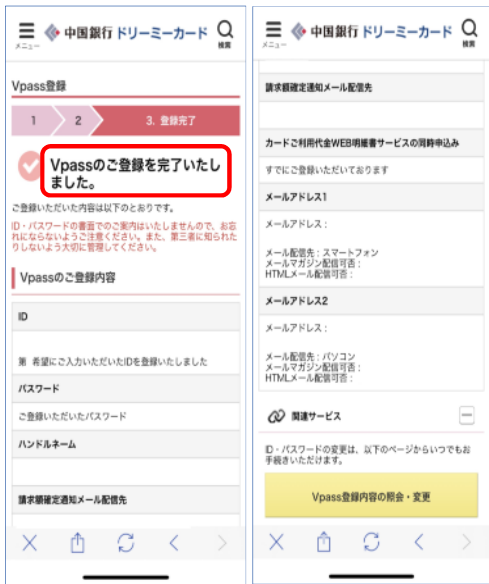 メニュー
中国銀行 ドリーミーカード
検索
Vpass登録
1
2
3. 登録完了
Vpassのご登録を完了いたし
ました。
ご登録いただいた内容は以下のとおりです。
ID・パスワードの書面でのご案内はいたしませんので、お忘
れにならないようご注意ください。また、第三者に知られた
りしないよう大切に管理してください。
Vpassのご登録内容
ID
第 希望にご入力いただいたIDを登録いたしました
パスワード
ご登録いただいたパスワード
ハンドルネーム
請求額確定通知メール配信先
メニュー
中国銀行 ドリーミーカード
検索
請求額確定通知メール配信先
カードご利用代金WEB明細書サービスの同時申込み
すでにご登録いただいております
メールアドレス1
メールアドレス：
メール配信先：スマートフォン
メールマガジン配信可否：
HTMLメール配信可否：
メールアドレス2
メールアドレス：
メール配信先：パソコン
メールマガジン配信可否：
HTMLメール配信可否：
関連サービス
ID・パスワードの変更は、以下のページからいつでもお
手続きいただけます。
Vpass登録内容の照会・変更